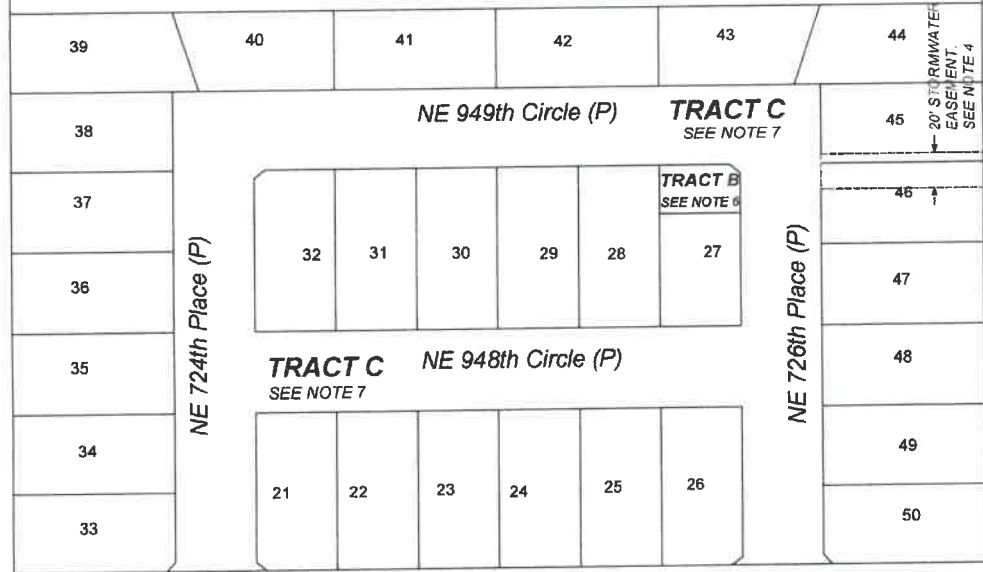 39
40
41
42
43
44
20' STORMWATER
EASEMENT.
SEE NOTE 4
NE 949th Circle (P)
TRACT C
SEE NOTE 7
38
45
37
TRACT B
SEE NOTE 6
46
32
31
30
29
28
27
36
47
NE 724th Place (P)
NE 726th Place (P)
35
TRACT C
SEE NOTE 7
NE 948th Circle (P)
48
34
49
21
22
23
24
25
26
33
50